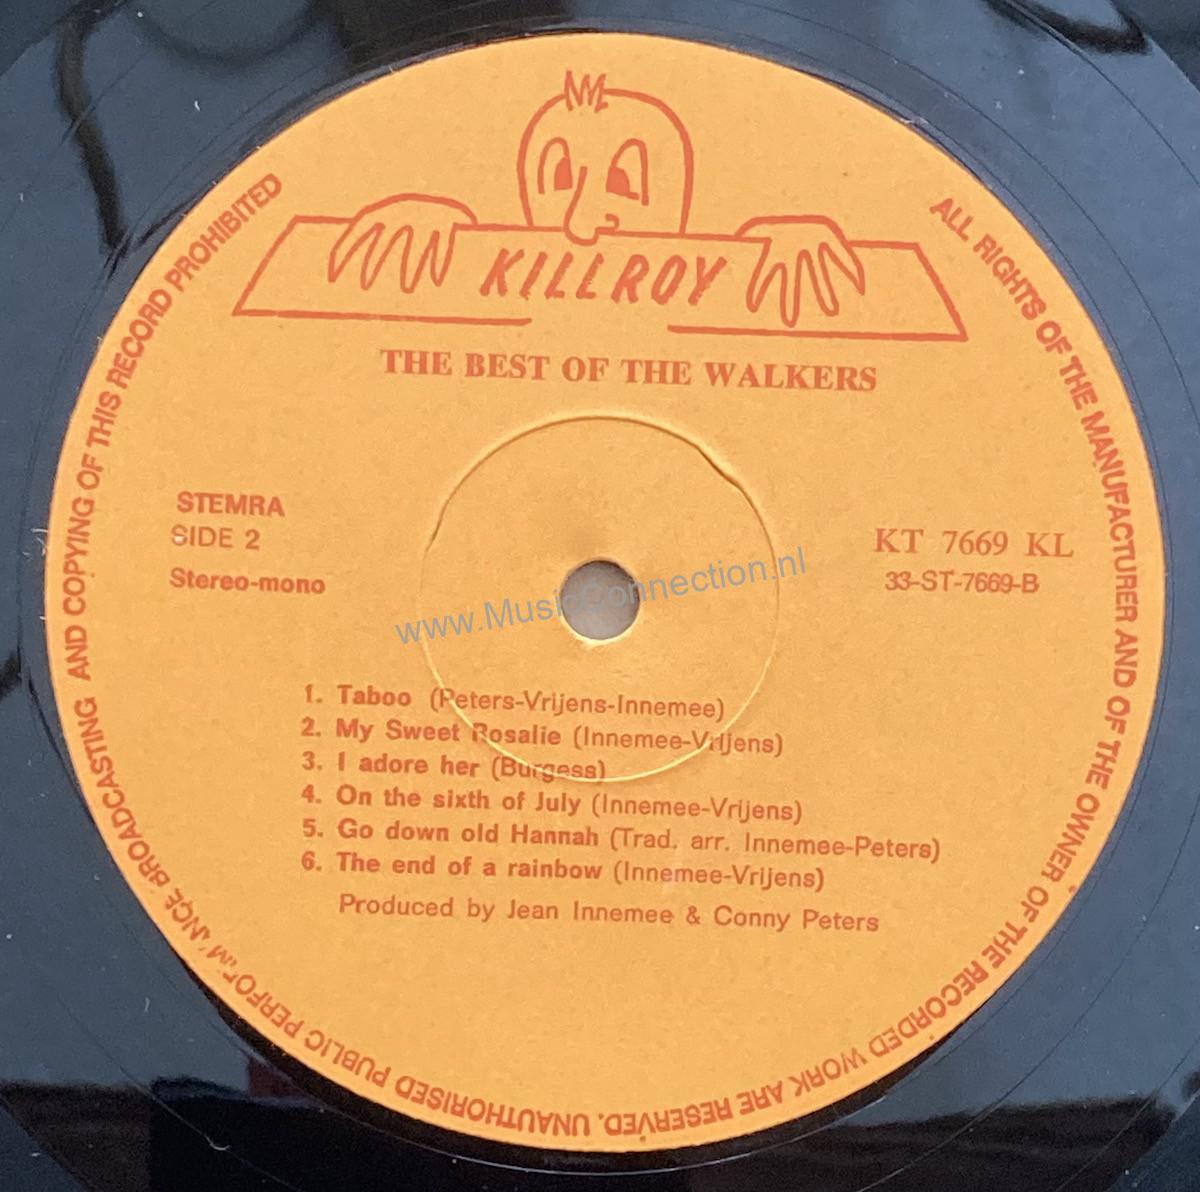 KILLROY
THE BEST OF THE WALKERS
STEMRA
SIDE 2
Stereo-mono
KT 7669 KL
33-ST-7669-B
www.MusicConnection.nl
1. Taboo (Peters-Vrijens-Innemee)
2. My Sweet Rosalie (Innemee-Vrijens)
3. I adore her (Burgess)
4. On the sixth of July (Innemee-Vrijens)
5. Go down old Hannah (Trad. arr. Innemee-Peters)
6. The end of a rainbow (Innemee-Vrijens)
Produced by Jean Innemee & Conny Peters
ALL RIGHTS OF THE MANUFACTURER AND OF THE OWNER OF THE RECORDED WORK ARE RESERVED. UNAUTHORISED PUBLIC PERFORMANCE BROADCASTING AND COPYING OF THIS RECORD PROHIBITED